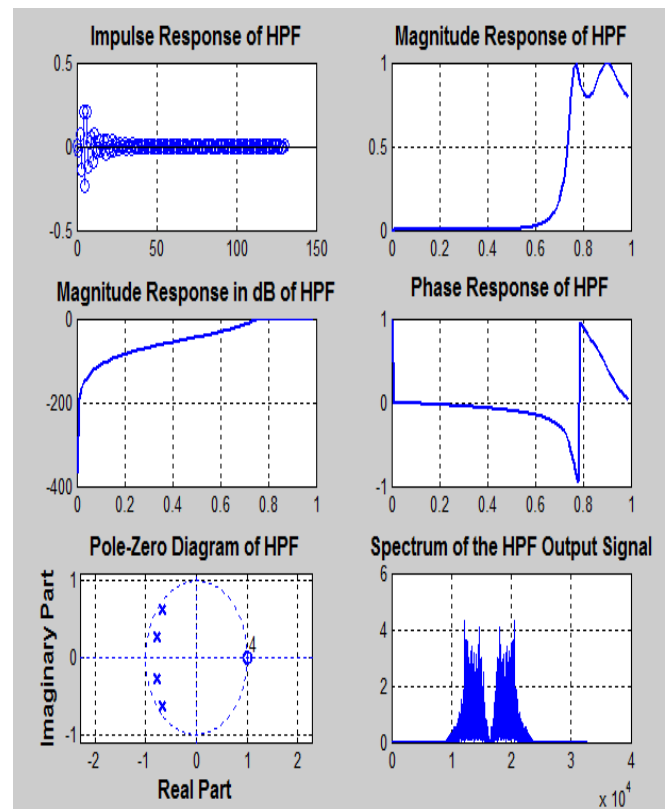 Impulse Response of HPF
0.5
0
-0.5
0 50 100 150
Magnitude Response of HPF
1
0.5
0
0 0.2 0.4 0.6 0.8 1
Magnitude Response in dB of HPF
0
-200
-400
0 0.2 0.4 0.6 0.8 1
Phase Response of HPF
1
0
-1
0 0.2 0.4 0.6 0.8 1
Pole-Zero Diagram of HPF
Imaginary Part
1
0
-1
4
-2 -1 0 1 2
Real Part
Spectrum of the HPF Output Signal
6
4
2
0
0 1 2 3 4
x 10^4